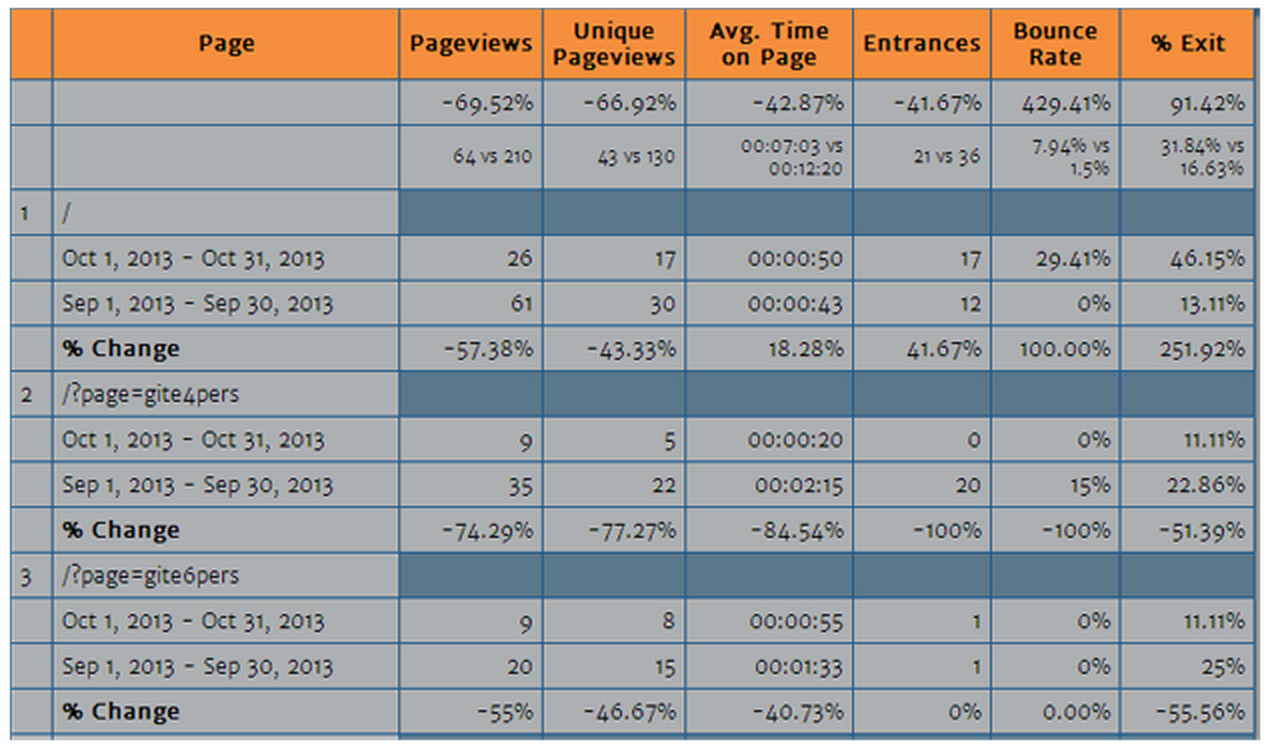 Page Pageviews Unique Pageviews Avg. Time on Page Entrances Bounce Rate % Exit
-69.52% -66.92% -42.87% -41.67% 429.41% 91.42%
64 vs 210 43 vs 130 00:07:03 vs 00:12:20 21 vs 36 7.94% vs 1.5% 31.84% vs 16.63%
1 /
Oct 1, 2013 - Oct 31, 2013 26 17 00:00:50 17 29.41% 46.15%
Sep 1, 2013 - Sep 30, 2013 61 30 00:00:43 12 0% 13.11%
% Change -57.38% -43.33% 18.28% 41.67% 100.00% 251.92%
2 /?page=gite4pers
Oct 1, 2013 - Oct 31, 2013 9 5 00:00:20 0 0% 11.11%
Sep 1, 2013 - Sep 30, 2013 35 22 00:02:15 20 15% 22.86%
% Change -74.29% -77.27% -84.54% -100% -100% -51.39%
3 /?page=gite6pers
Oct 1, 2013 - Oct 31, 2013 9 8 00:00:55 1 0% 11.11%
Sep 1, 2013 - Sep 30, 2013 20 15 00:01:33 1 0% 25%
% Change -55% -46.67% -40.73% 0% 0.00% -55.56%